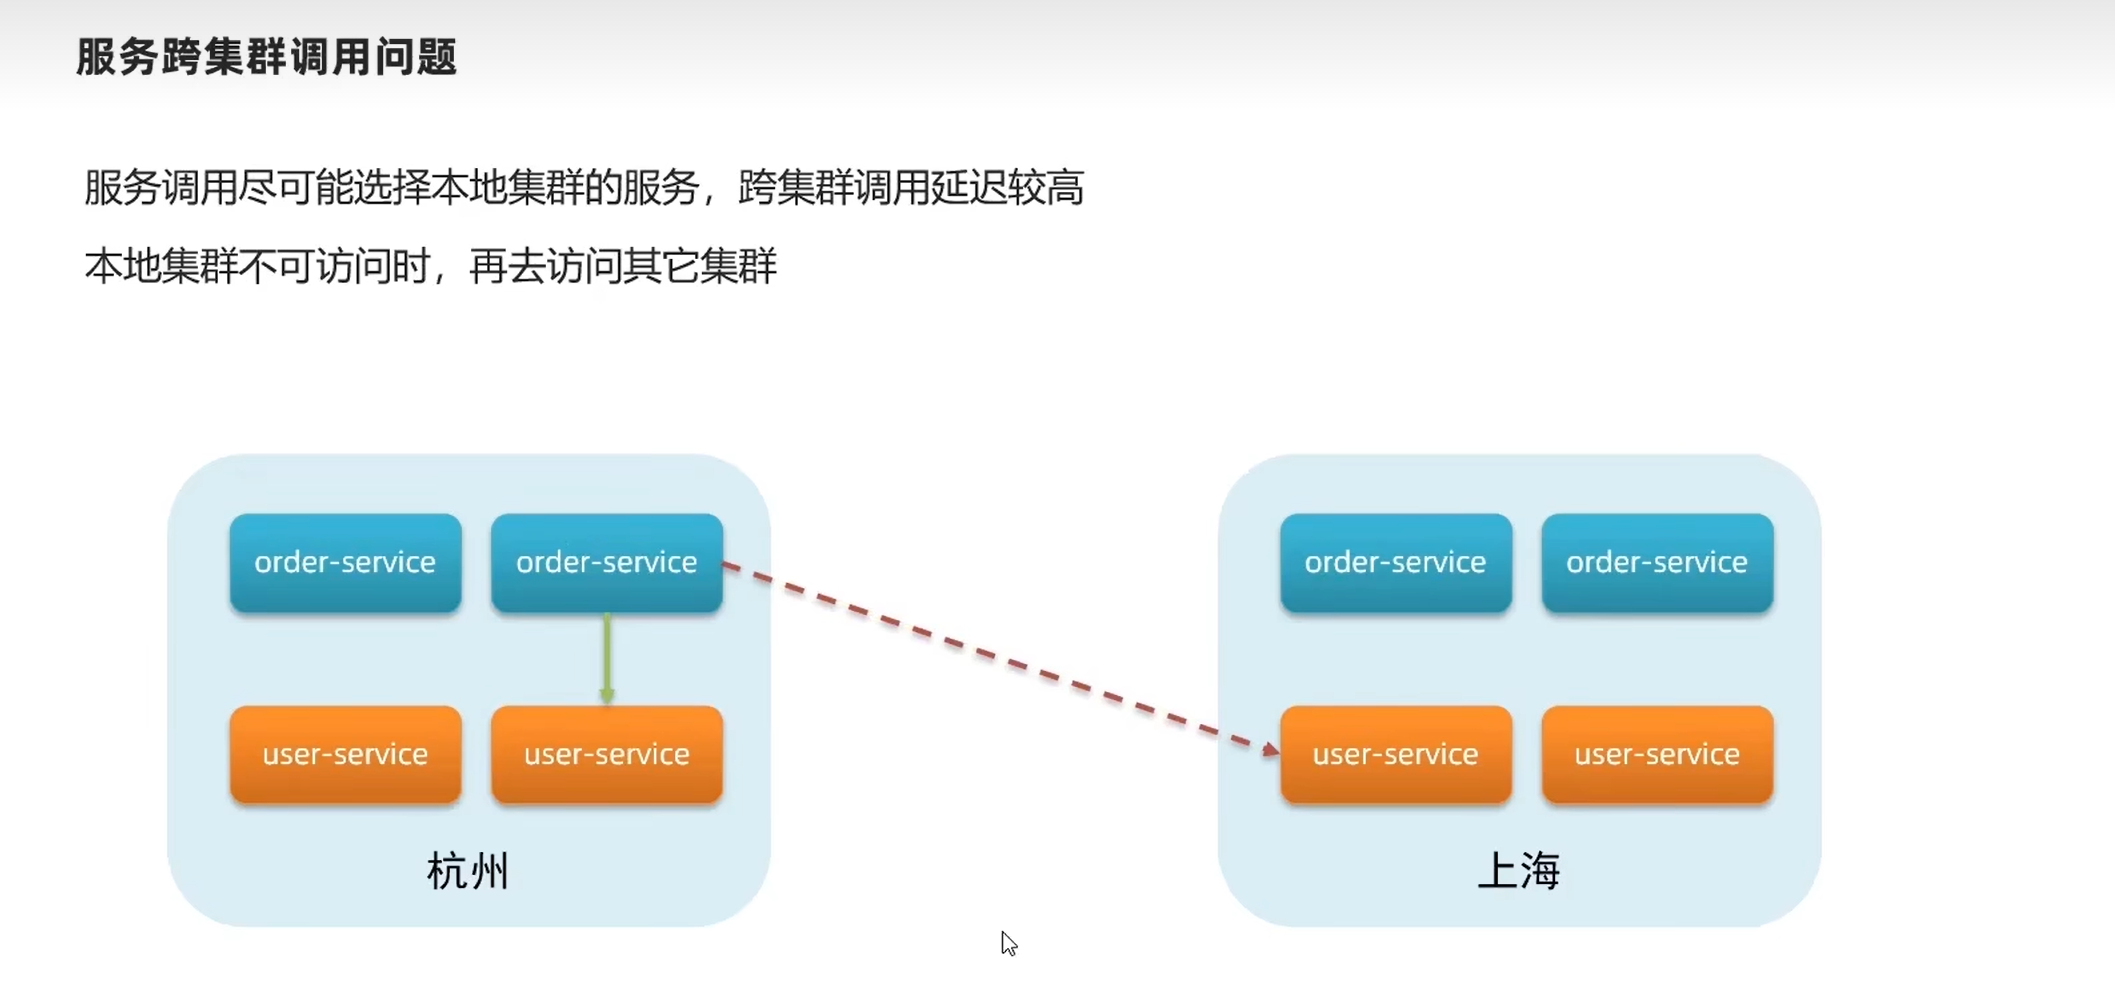 服务跨集群调用问题
服务调用尽可能选择本地集群的服务，跨集群调用延迟较高
本地集群不可访问时，再去访问其它集群
order-service
order-service
order-service
order-service
user-service
user-service
user-service
user-service
杭州
上海